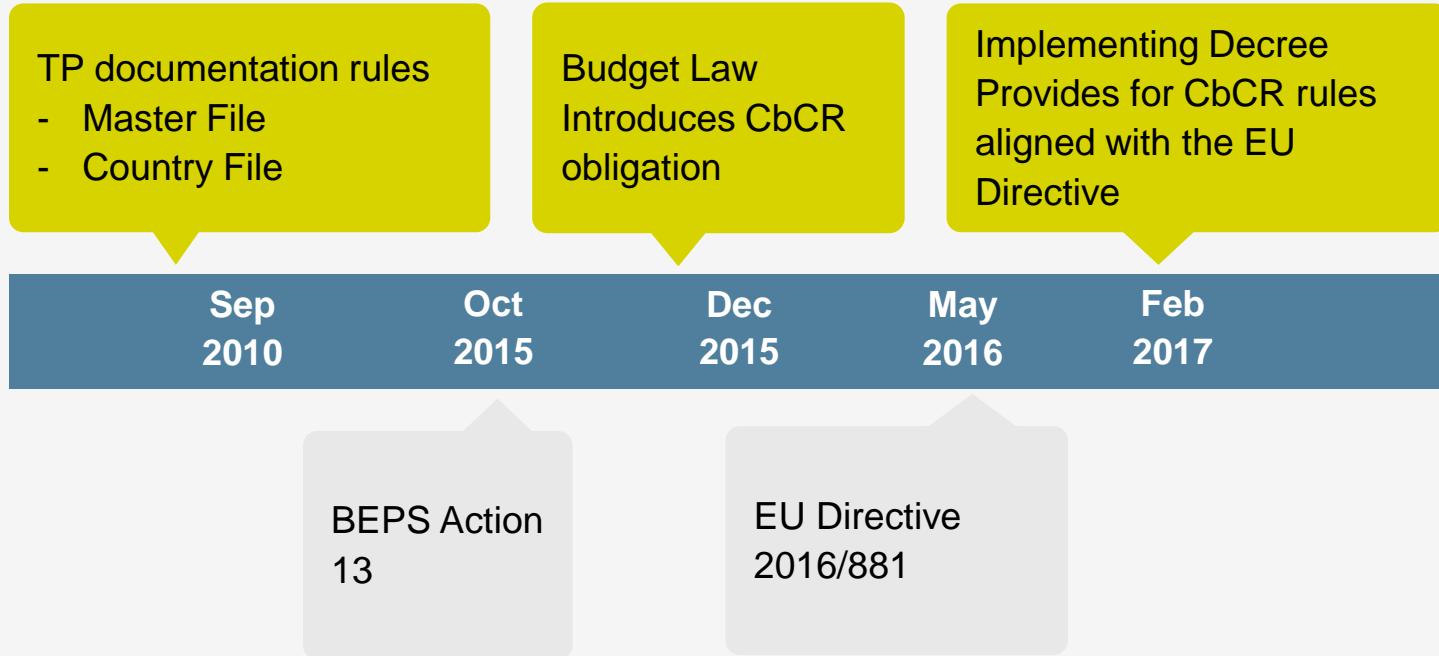 TP documentation rules
- Master File
- Country File
Budget Law
Introduces CbCR
obligation
Implementing Decree
Provides for CbCR rules
aligned with the EU
Directive
Sep
2010
Oct
2015
Dec
2015
May
2016
Feb
2017
BEPS Action
13
EU Directive
2016/881